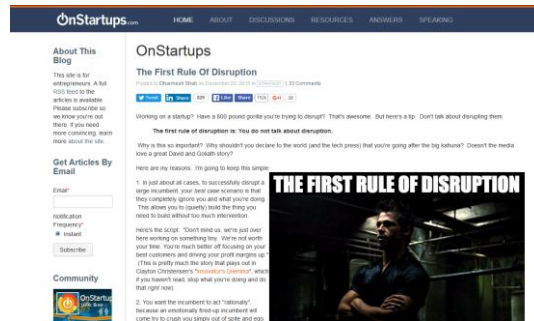 OnStartups.com
HOME ABOUT DISCUSSIONS RESOURCES ANSWERS SPEAKING
About This
Blog
This site is for
entrepreneurs. A full
RSS feed to the
articles is available.
Please subscribe so
we know you're out
there. If you need
more convincing, learn
more about the site.
Get Articles By
Email
Email*
Notification
Frequency*
Instant
Subscribe
Community
OnStartup
OnStartups
The First Rule Of Disruption
Posted by Dharmesh Shah on December 22, 33 Comments
Tweet Share 829 Like Share G+1
Working on a startup? Have a 800 pound gorilla you're trying to disrupt? That's awesome. But here's a tip: Don't talk about disrupting them.
The first rule of disruption is: You do not talk about disruption.
Why is this so important? Why shouldn't you declare to the world (and the tech press) that you're going after the big kahuna? Doesn't the media
love a great David and Goliath story?
Here are my reasons. I'm going to keep this simple
1. In just about all cases, to successfully disrupt a
large incumbent, your best case scenario is that
they completely ignore you and what you're doing.
This allows you to (quietly) build the thing you
need to build without too much intervention.
Here's the script: "Don't mind us, we're just over
here working on something tiny. We're not worth
your time. You're much better off focusing on your
best customers and driving your profit margins up."
(This is pretty much the story that plays out in
Clayton Christensen's "Innovator's Dilemma", which
if you haven't read, stop what you're doing and do
that right now)
2. You want the incumbent to act "rationally",
because an emotionally fired-up incumbent will
come try to crush you simply out of spite and ego
THE FIRST RULE OF DISRUPTION